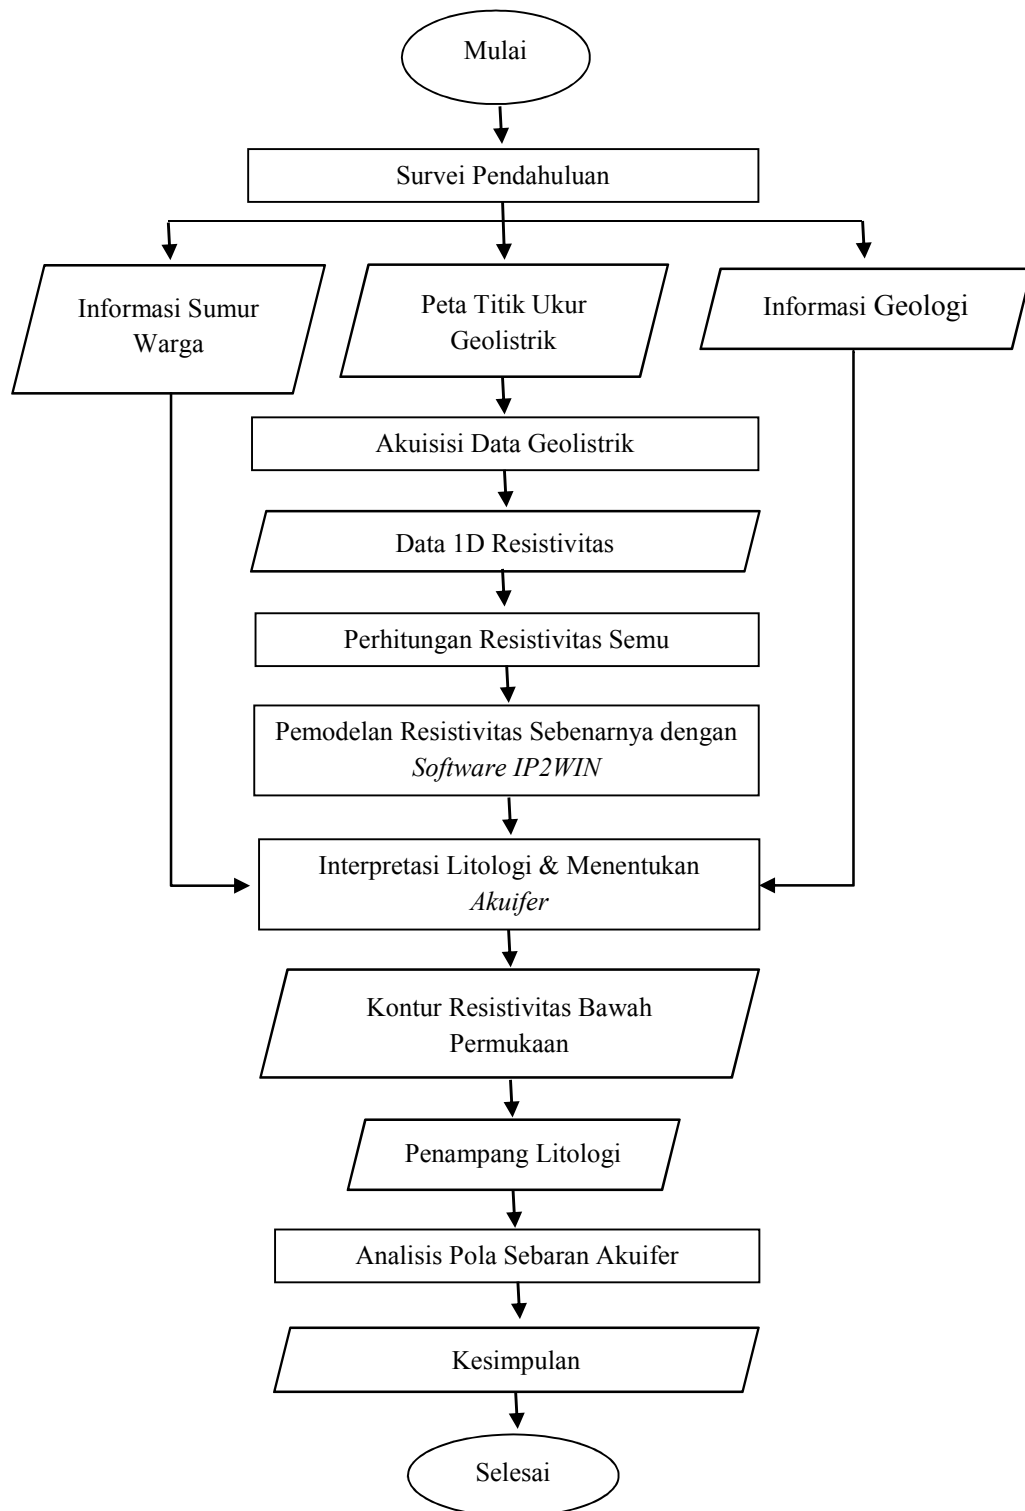 Mulai
Survei Pendahuluan
Informasi Sumur
Warga
Peta Titik Ukur
Geolistrik
Informasi Geologi
Akuisisi Data Geolistrik
Data 1D Resistivitas
Perhitungan Resistivitas Semu
Pemodelan Resistivitas Sebenarnya dengan
Software IP2WIN
Interpretasi Litologi & Menentukan
Akuifer
Kontur Resistivitas Bawah
Permukaan
Penampang Litologi
Analisis Pola Sebaran Akuifer
Kesimpulan
Selesai